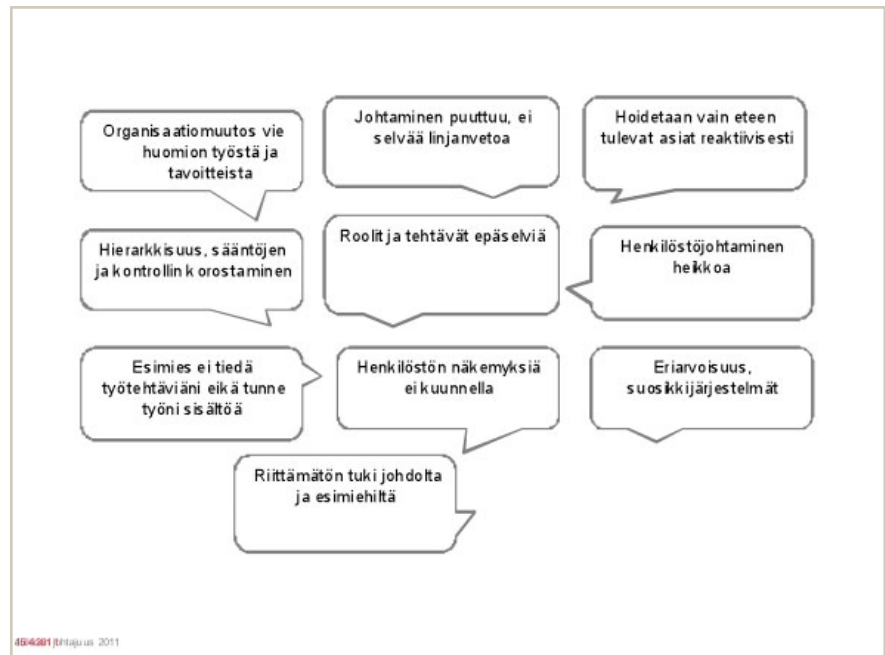 Organisaatiomuutos vie
huomion työstä ja
tavoitteista
Johtaminen puuttuu, ei
selvää linjanvetoa
Hoidetaan vain eteen
tulevat asiat reaktiivisesti
Hierarkkisuus, sääntöjen
ja kontrollin korostaminen
Roolit ja tehtävät epäselviä
Henkilöstöjohtaminen
heikkoa
Esimies ei tiedä
työtehtäviäni eikä tunne
työni sisältöä
Henkilöstön näkemyksiä
ei kuunnella
Eriarvoisuus,
suosikkijärjestelmät
Riittämätön tuki johdolta
ja esimiehiltä
2011